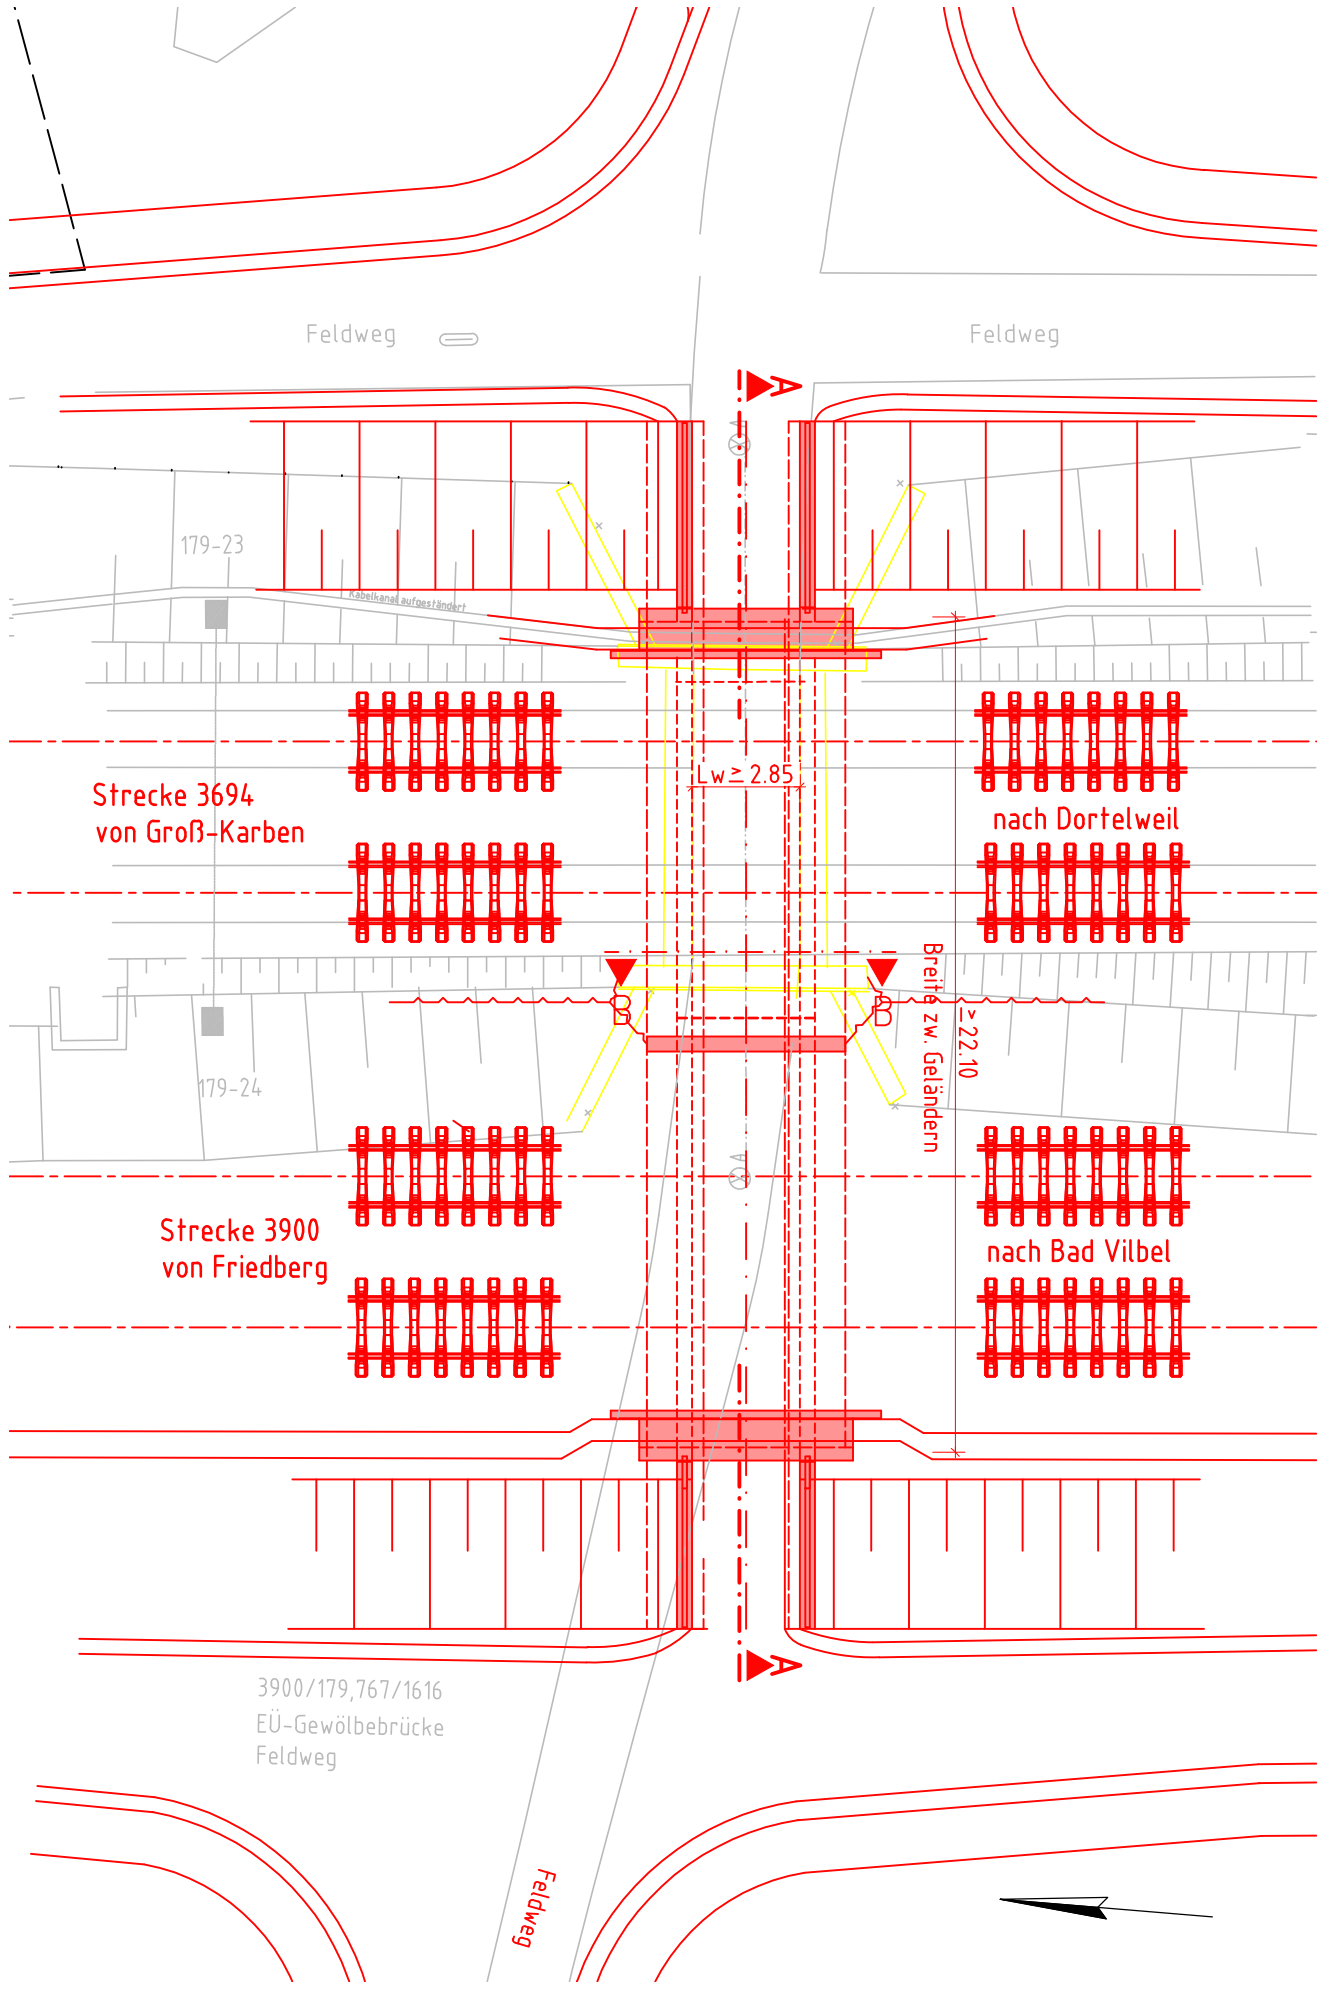 Feldweg
Feldweg
A
A
179-23
Kabelkanal aufgeständert
Lw ≥ 2.85
Strecke 3694
von Groß-Karben
nach Dortelweil
Breite zw. Geländern
≥ 22.10
B
B
179-24
A
Strecke 3900
von Friedberg
nach Bad Vilbel
A
3900/179,767/1616
EÜ-Gewölbebrücke
Feldweg
Feldweg